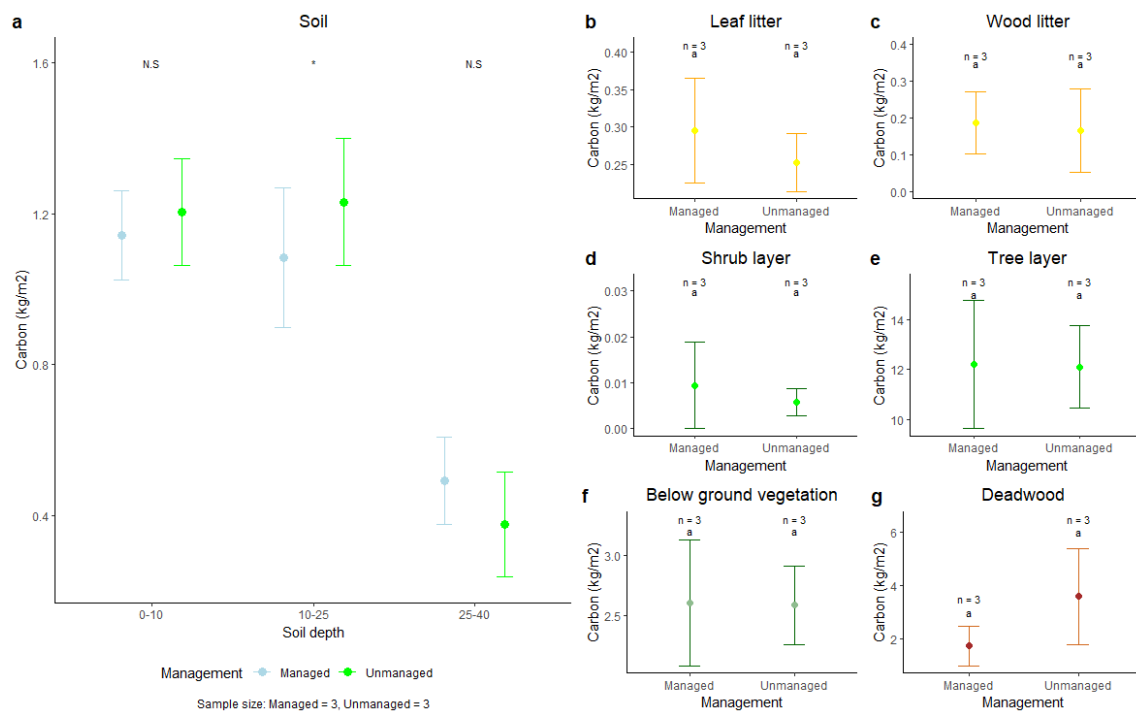 a
Soil
1.6
1.2
0.8
0.4
Carbon (kg/m2)
N.S
*
N.S
0-10
10-25
25-40
Soil depth
Management
Managed
Unmanaged
Sample size: Managed = 3, Unmanaged = 3
b
Leaf litter
0.40
0.35
0.30
0.25
Carbon (kg/m2)
n = 3
a
n = 3
a
Managed
Unmanaged
Management
c
Wood litter
0.4
0.3
0.2
0.1
0.0
Carbon (kg/m2)
n = 3
a
n = 3
a
Managed
Unmanaged
Management
d
Shrub layer
0.03
0.02
0.01
0.00
Carbon (kg/m2)
n = 3
a
n = 3
a
Managed
Unmanaged
Management
e
Tree layer
14
12
10
Carbon (kg/m2)
n = 3
a
n = 3
a
Managed
Unmanaged
Management
f
Below ground vegetation
3.0
2.5
Carbon (kg/m2)
n = 3
a
n = 3
a
Managed
Unmanaged
Management
g
Deadwood
6
4
2
Carbon (kg/m2)
n = 3
a
n = 3
a
Managed
Unmanaged
Management